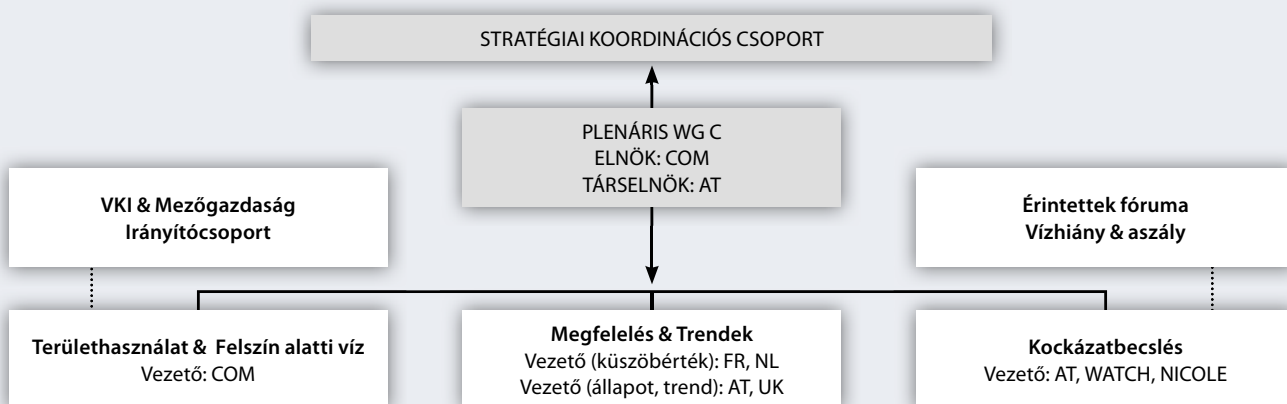 STRATÉGIAI KOORDINÁCIÓS CSOPORT
PLENÁRIS WG C
ELNÖK: COM
TÁRSELNÖK: AT
VKI & Mezőgazdaság
Irányítócsoport
Érintettek fóruma
Vízhiány & aszály
Területhasználat & Felszín alatti víz
Vezető: COM
Megfelelés & Trendek
Vezető (küszöbérték): FR, NL
Vezető (állapot, trend): AT, UK
Kockázatbecslés
Vezető: AT, WATCH, NICOLE